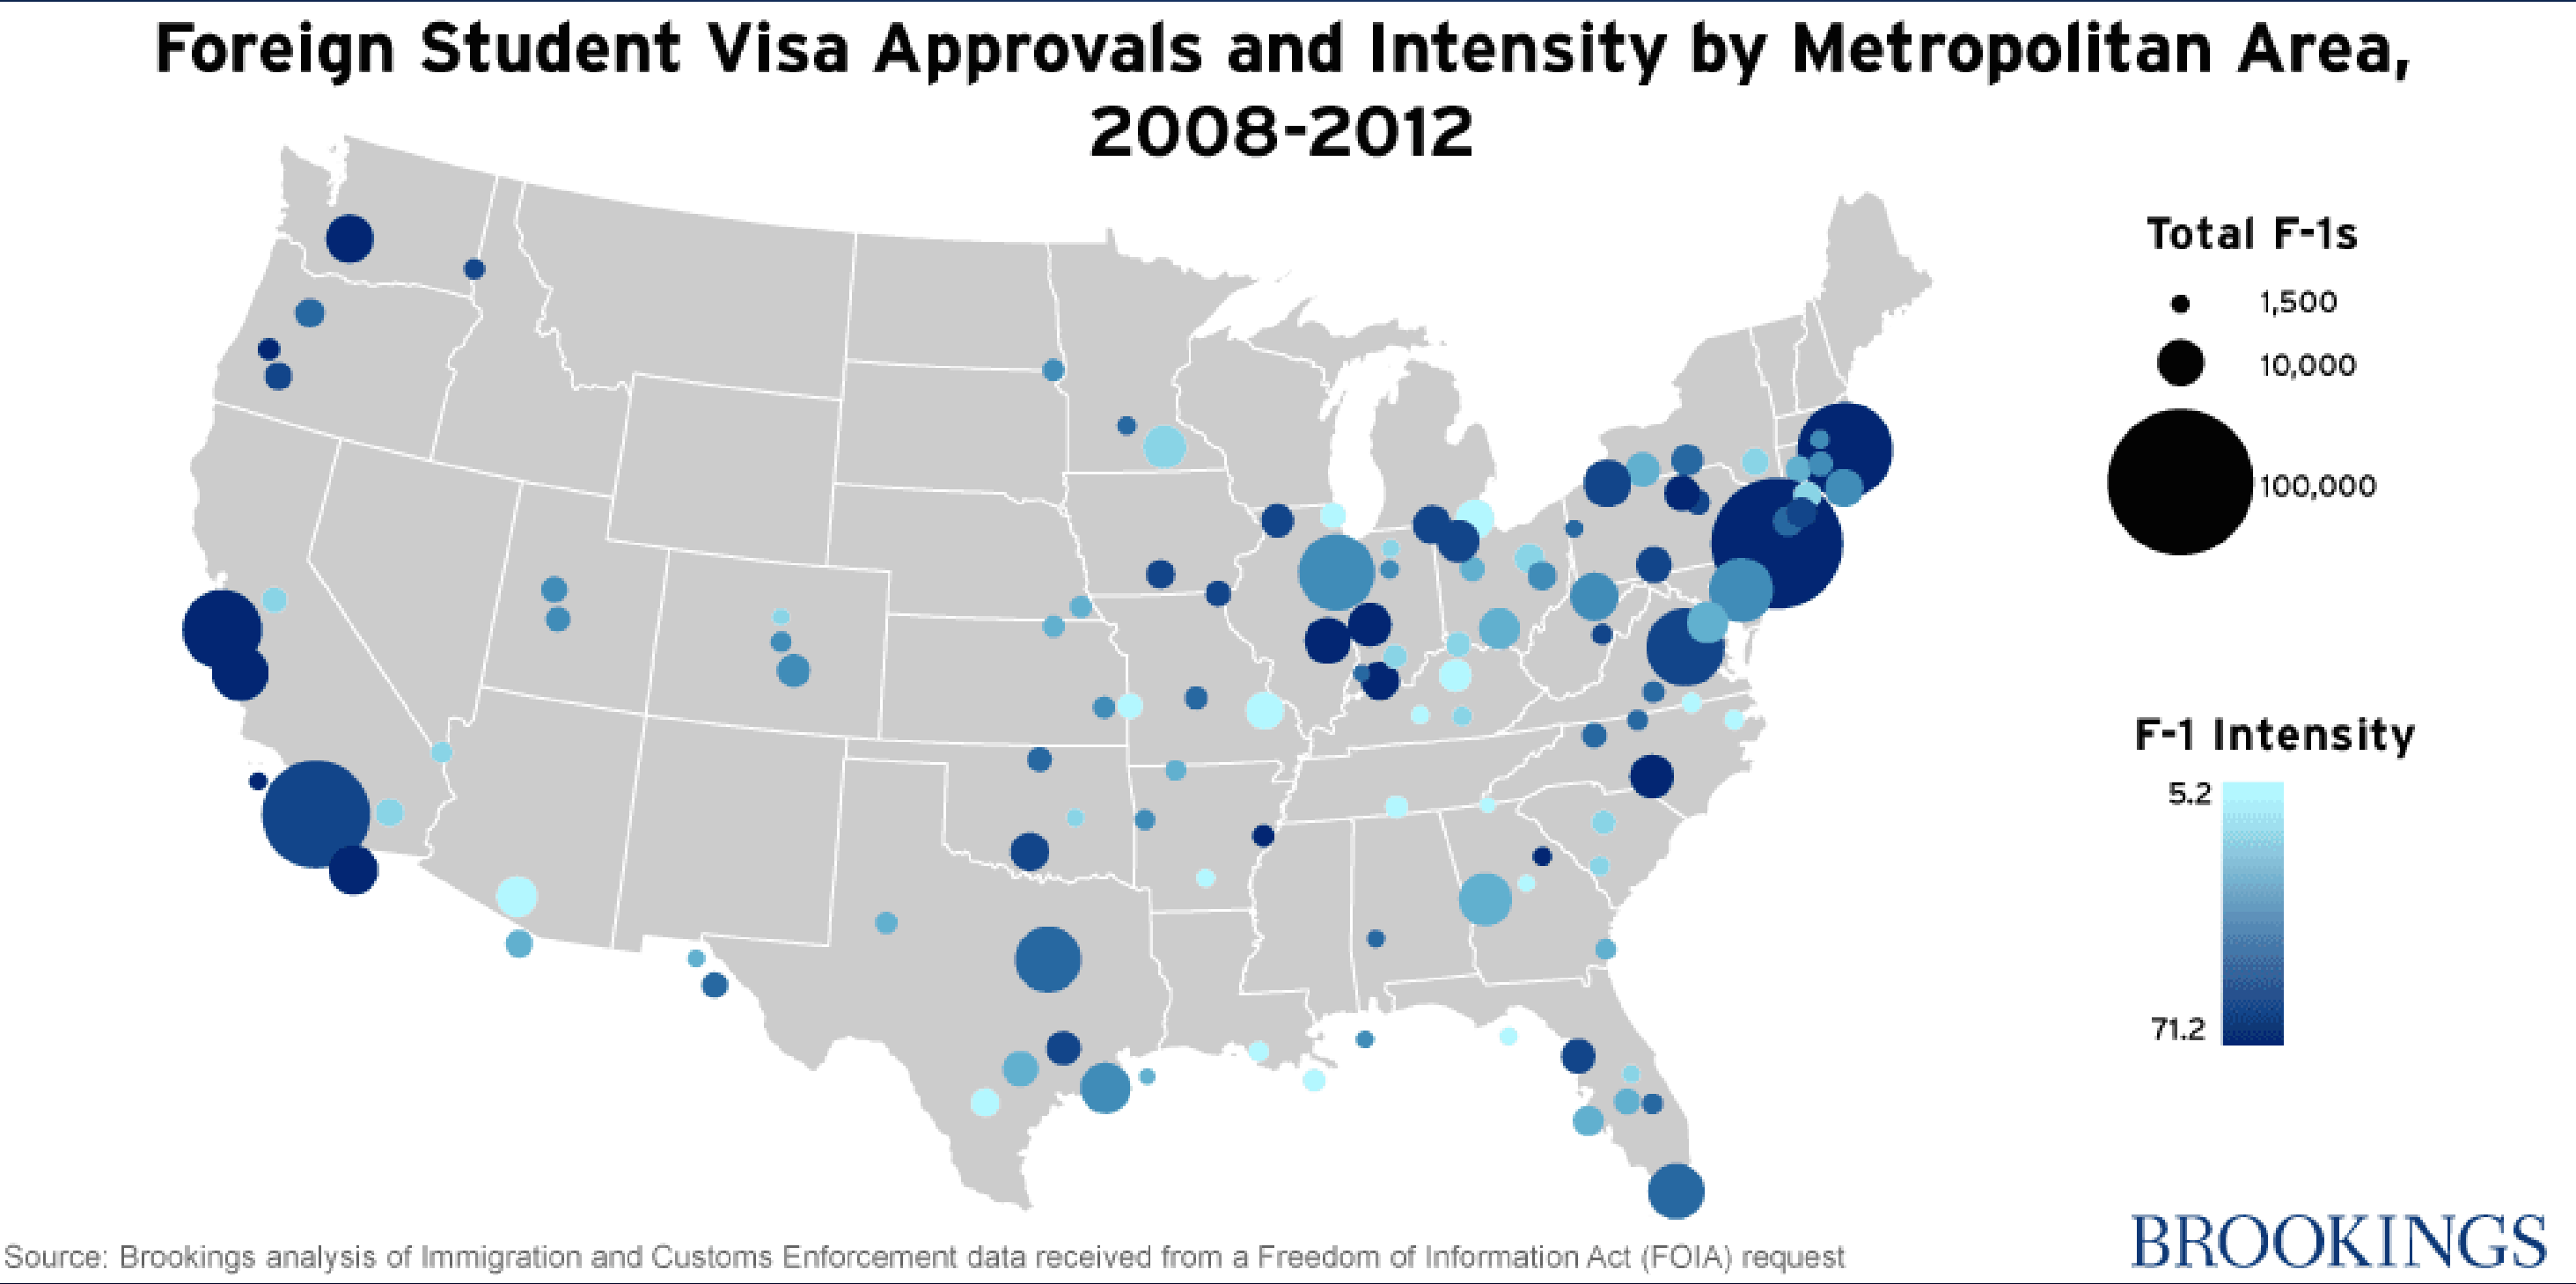 Foreign Student Visa Approvals and Intensity by Metropolitan Area,
2008-2012
Total F-1s
1,500
10,000
100,000
F-1 Intensity
5.2
71.2
Source: Brookings analysis of Immigration and Customs Enforcement data received from a Freedom of Information Act (FOIA) request
BROOKINGS